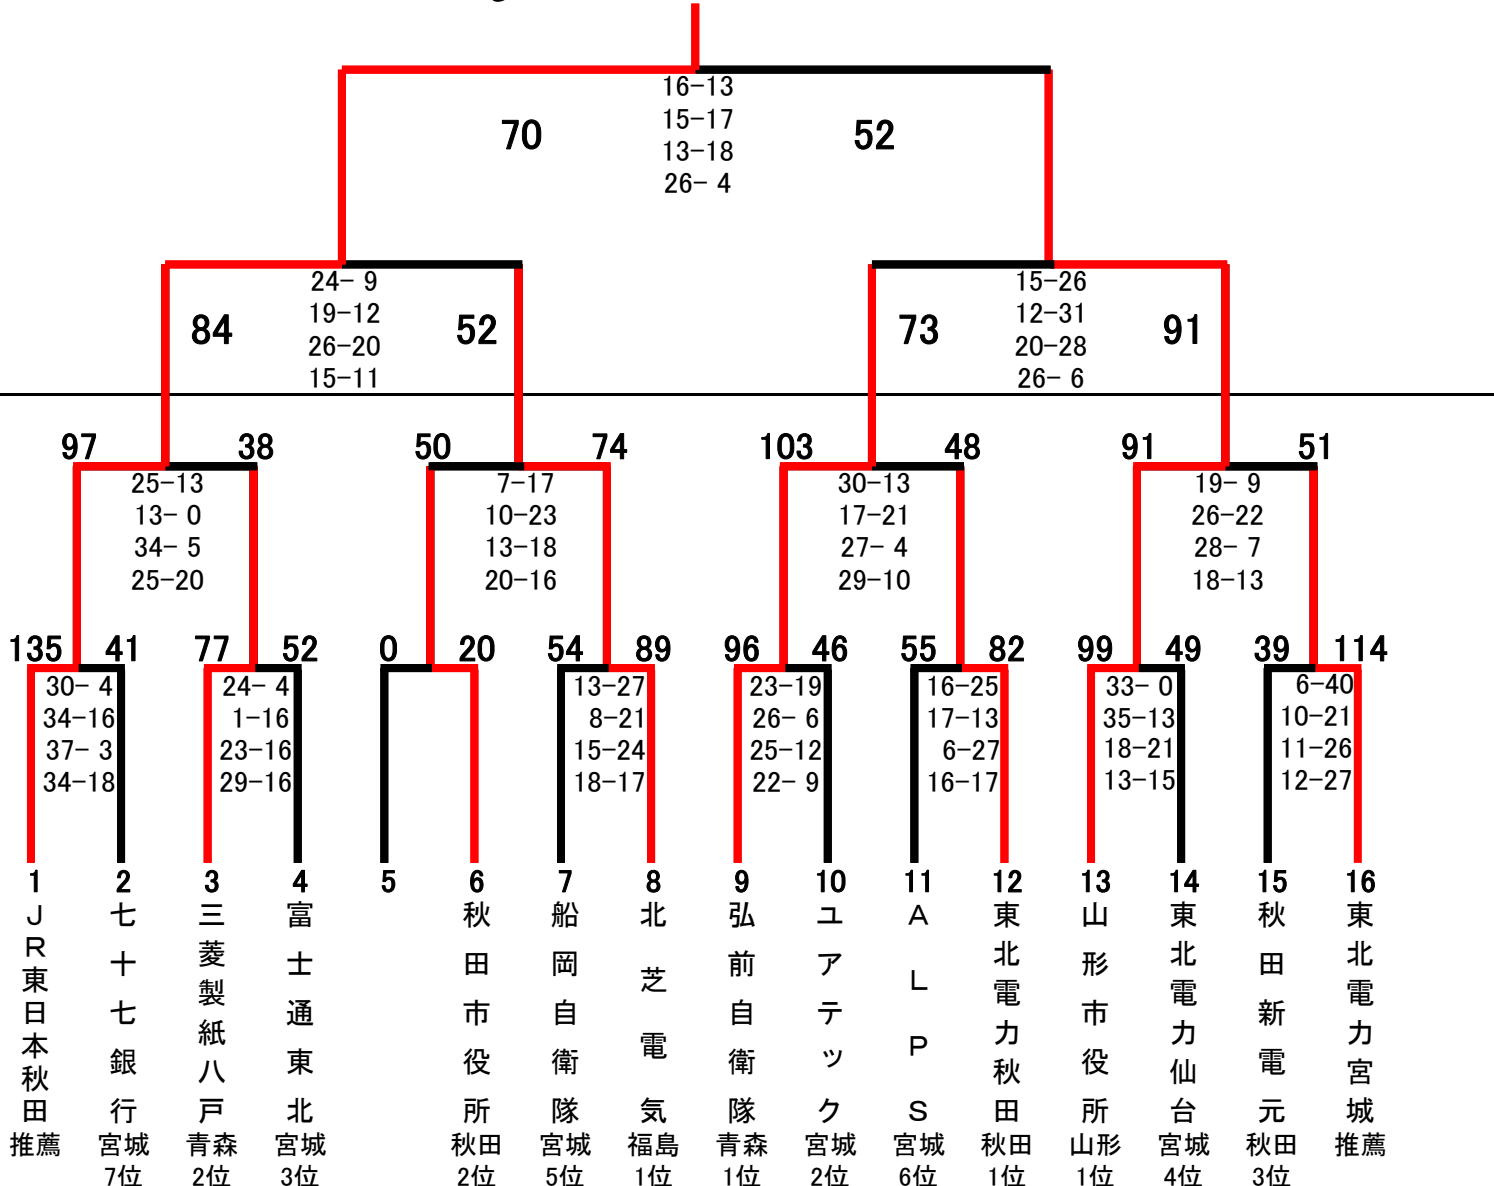 g
16-13
70
15-17
52
13-18
26- 4
24- 9
15-26
84
19-12
52
73
12-31
91
26-20
20-28
15-11
26- 6
97
38
50
74
103
48
91
51
25-13
7-17
30-13
19- 9
13- 0
10-23
17-21
26-22
34- 5
13-18
27- 4
28- 7
25-20
20-16
29-10
18-13
135
41
77
52
0
20
54
89
96
46
55
82
99
49
39
114
30- 4
34-16
37- 3
34-18
24- 4
1-16
23-16
29-16
13-27
8-21
15-24
18-17
23-19
26- 6
25-12
22- 9
16-25
17-13
6-27
16-17
33- 0
35-13
18-21
13-15
6-40
10-21
11-26
12-27
1
2
3
4
5
6
7
8
9
10
11
12
13
14
15
16
ＪＲ東日本秋田
推薦
七十七銀行
宮城
7位
三菱製紙八戸
青森
2位
富士通東北
宮城
3位
秋田市役所
秋田
2位
船岡自衛隊
宮城
5位
北芝電気
福島
1位
弘前自衛隊
青森
1位
ユアテック
宮城
2位
ＡＬＰＳ
宮城
6位
東北電力秋田
秋田
1位
山形市役所
山形
1位
東北電力仙台
宮城
4位
秋田新電元
秋田
3位
東北電力宮城
推薦